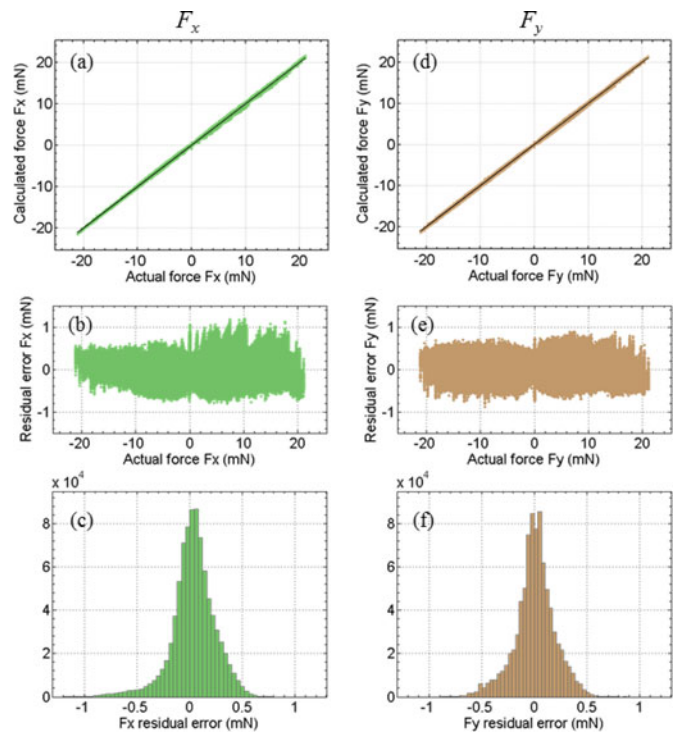 Fx
Fy
(a)
Calculated force Fx (mN)
20
10
0
-10
-20
-20
-10
0
10
20
Actual force Fx (mN)
(d)
Calculated force Fy (mN)
20
10
0
-10
-20
-20
-10
0
10
20
Actual force Fy (mN)
(b)
Residual error Fx (mN)
1
0
-1
-20
-10
0
10
20
Actual force Fx (mN)
(e)
Residual error Fy (mN)
1
0
-1
-20
-10
0
10
20
Actual force Fy (mN)
x 10^4
(c)
8
6
4
2
0
-1
-0.5
0
0.5
1
Fx residual error (mN)
x 10^4
(f)
8
6
4
2
0
-1
-0.5
0
0.5
1
Fy residual error (mN)